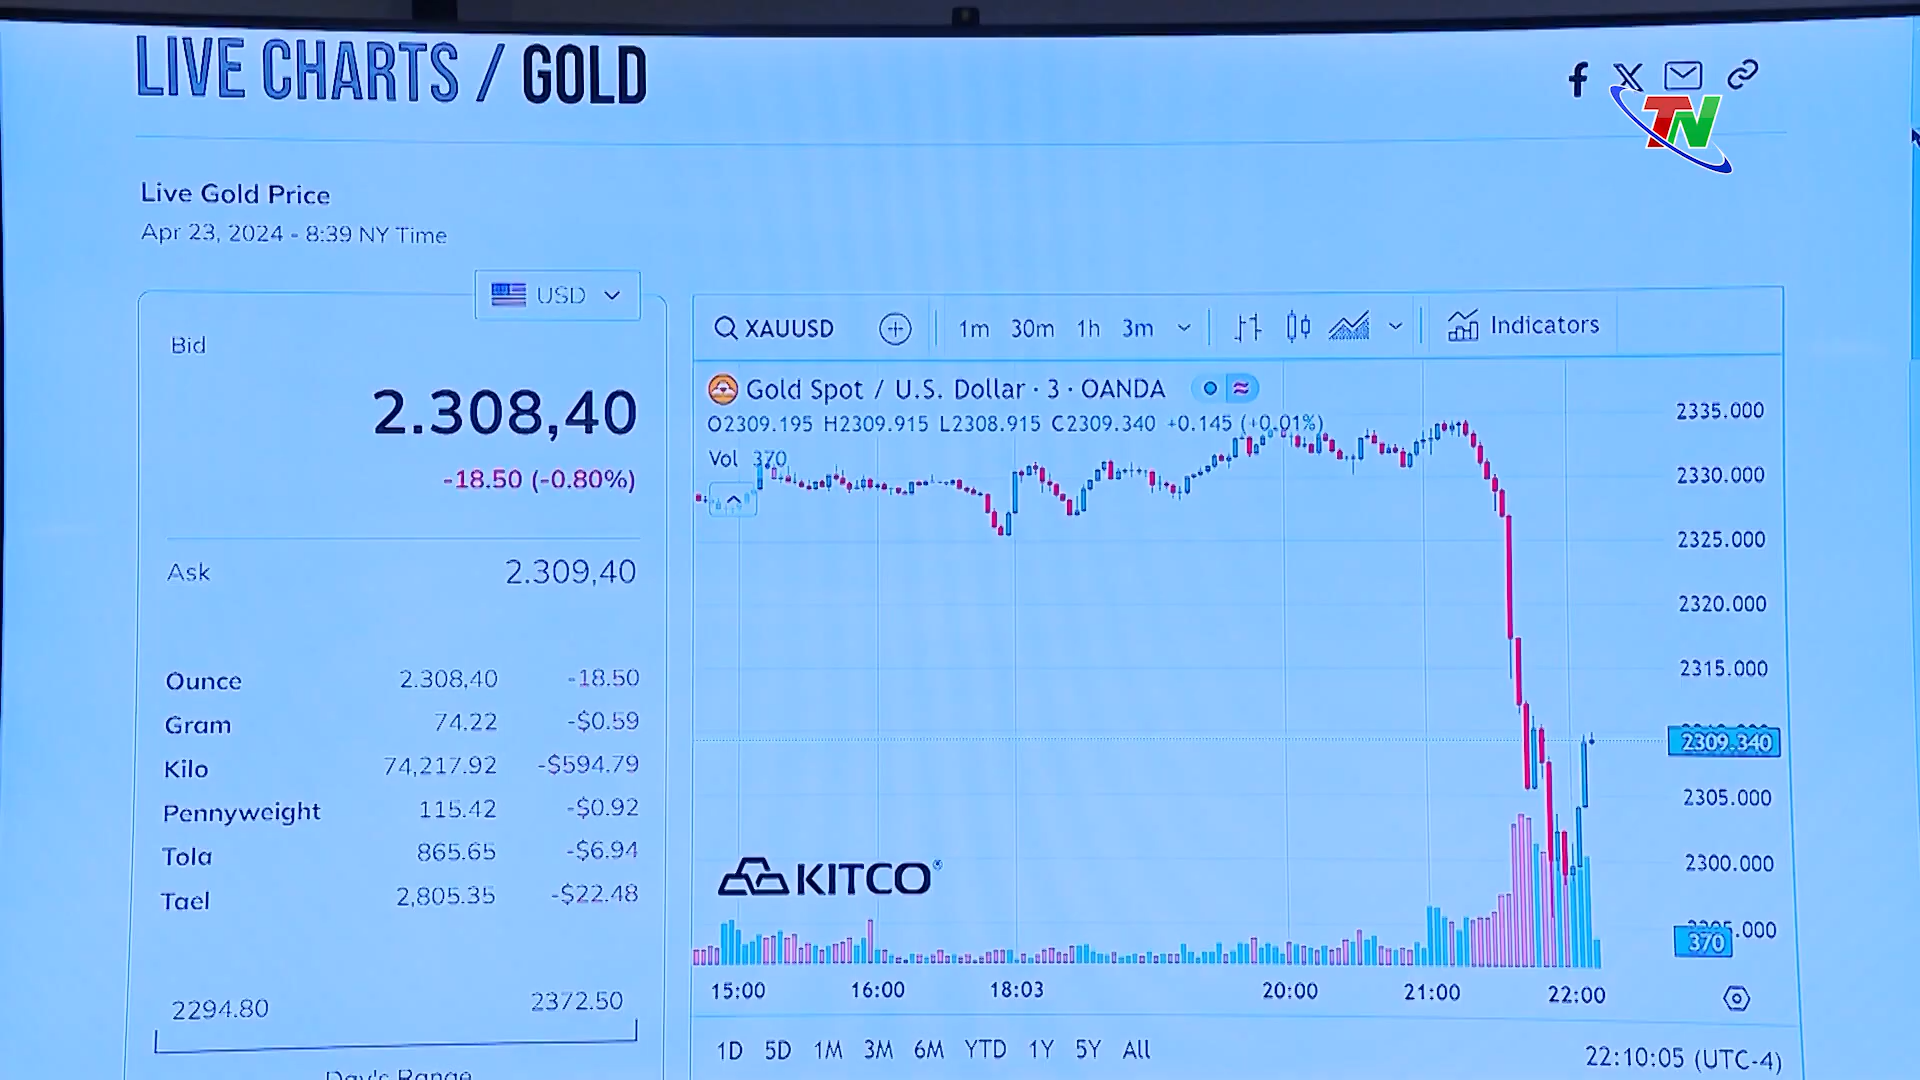 LIVE CHARTS / GOLD
TN
Live Gold Price
Apr 23, 2024 - 8:39 NY Time
USD
Bid
2.308,40
-18.50 (-0.80%)
Ask 2.309,40
Ounce 2.308,40 -18.50
Gram 74.22 -$0.59
Kilo 74,217.92 -$594.79
Pennyweight 115.42 -$0.92
Tola 865.65 -$6.94
Tael 2,805.35 -$22.48
2294.80 2372.50
Day's Range
XAUUSD 1m 30m 1h 3m Indicators
Gold Spot / U.S. Dollar · 3 · OANDA
O2309.195 H2309.915 L2308.915 C2309.340 +0.145 (+0.01%)
Vol 370
2335.000
2330.000
2325.000
2320.000
2315.000
2309.340
2305.000
2300.000
370
KITCO
15:00 16:00 18:03 20:00 21:00 22:00
1D 5D 1M 3M 6M YTD 1Y 5Y All
22:10:05 (UTC-4)